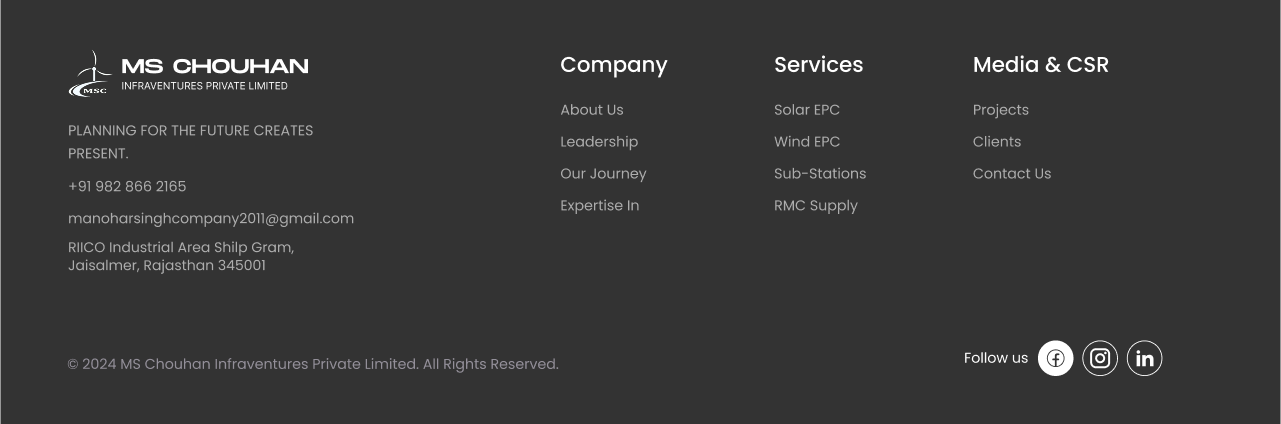 MS CHOUHAN
INFRAVENTURES PRIVATE LIMITED
MSC
PLANNING FOR THE FUTURE CREATES
PRESENT.
+91 982 866 2165
manoharsinghcompany2011@gmail.com
RIICO Industrial Area Shilp Gram,
Jaisalmer, Rajasthan 345001
Company
About Us
Leadership
Our Journey
Expertise In
Services
Solar EPC
Wind EPC
Sub-Stations
RMC Supply
Media & CSR
Projects
Clients
Contact Us
© 2024 MS Chouhan Infraventures Private Limited. All Rights Reserved.
Follow us